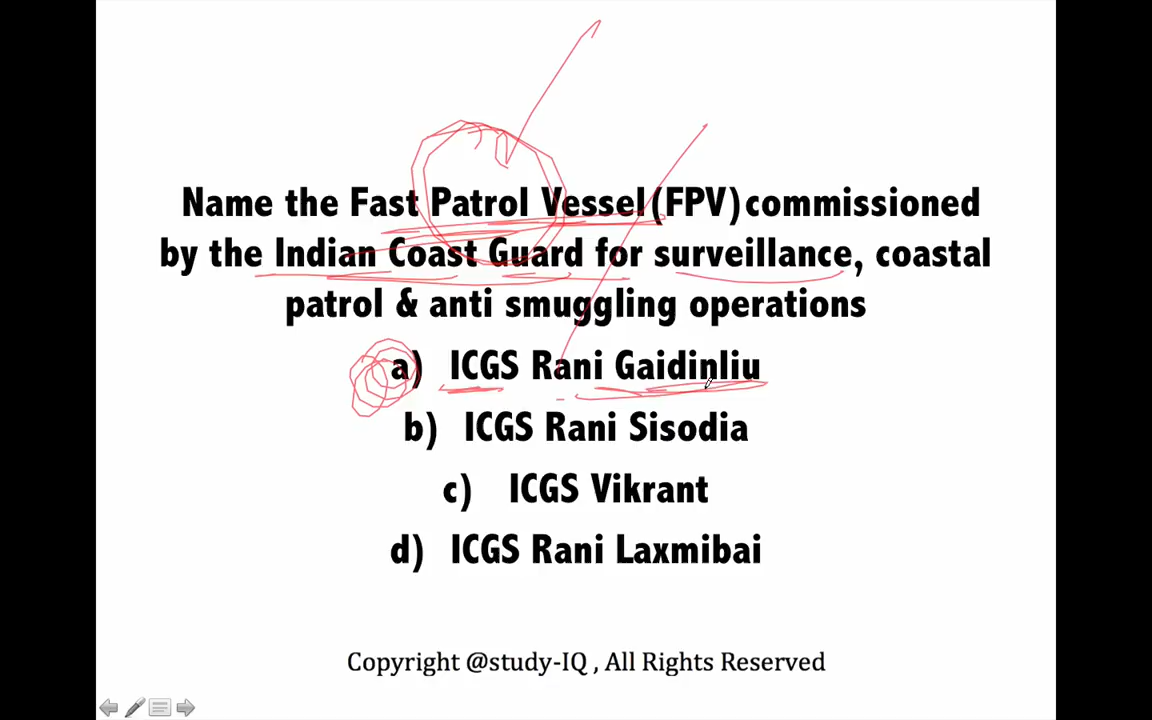 Name the Fast Patrol Vessel (FPV) commissioned
by the Indian Coast Guard for surveillance, coastal
patrol & anti smuggling operations
a) ICGS Rani Gaidinliu
b) ICGS Rani Sisodia
c) ICGS Vikrant
d) ICGS Rani Laxmibai
Copyright @study-IQ , All Rights Reserved